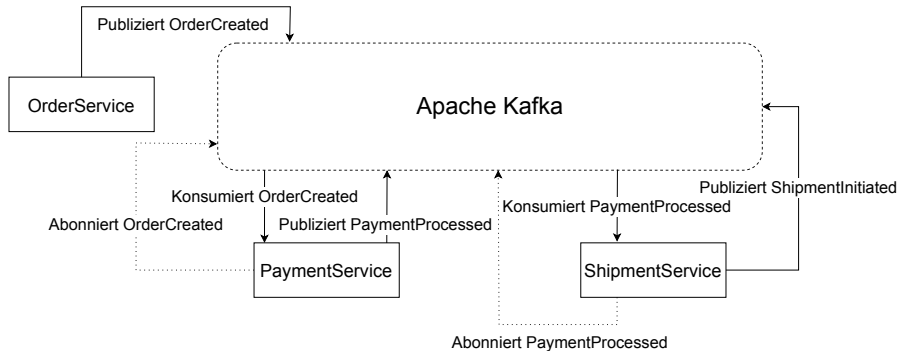 Publiziert OrderCreated
OrderService
Apache Kafka
Konsumiert OrderCreated
Konsumiert PaymentProcessed
Publiziert ShipmentInitiated
Abonniert OrderCreated
Publiziert PaymentProcessed
PaymentService
ShipmentService
Abonniert PaymentProcessed